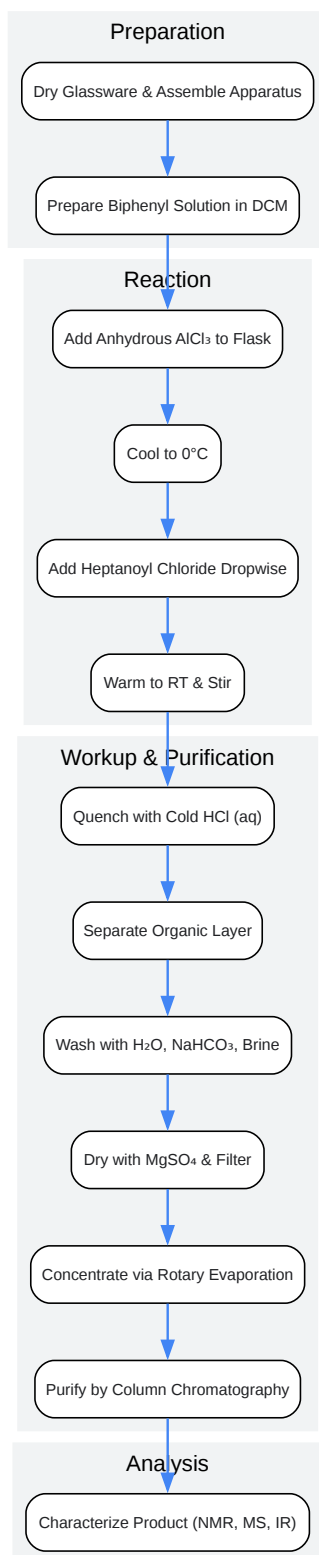 Preparation
Dry Glassware & Assemble Apparatus
Prepare Biphenyl Solution in DCM
Reaction
Add Anhydrous AlCl₃ to Flask
Cool to 0°C
Add Heptanoyl Chloride Dropwise
Warm to RT & Stir
Workup & Purification
Quench with Cold HCl (aq)
Separate Organic Layer
Wash with H₂O, NaHCO₃, Brine
Dry with MgSO₄ & Filter
Concentrate via Rotary Evaporation
Purify by Column Chromatography
Analysis
Characterize Product (NMR, MS, IR)